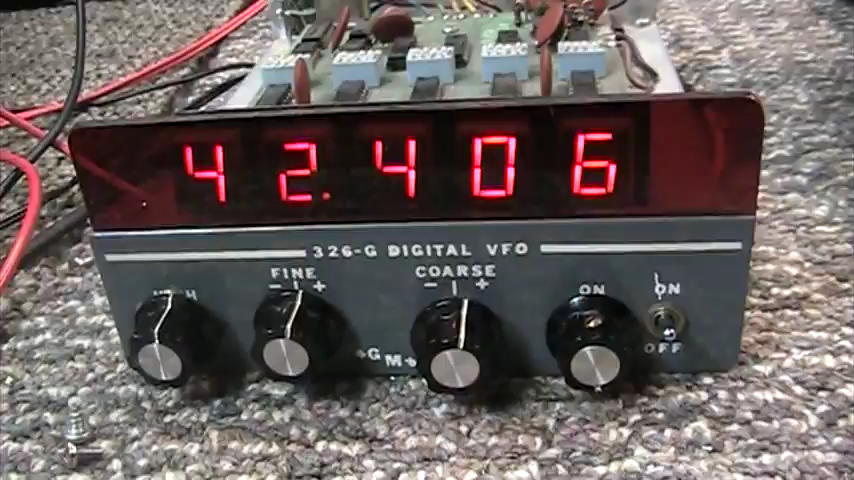 42.406
326-G DIGITAL VFO
FINE
- +
COARSE
- +
ON
ON
OFF
+G M+